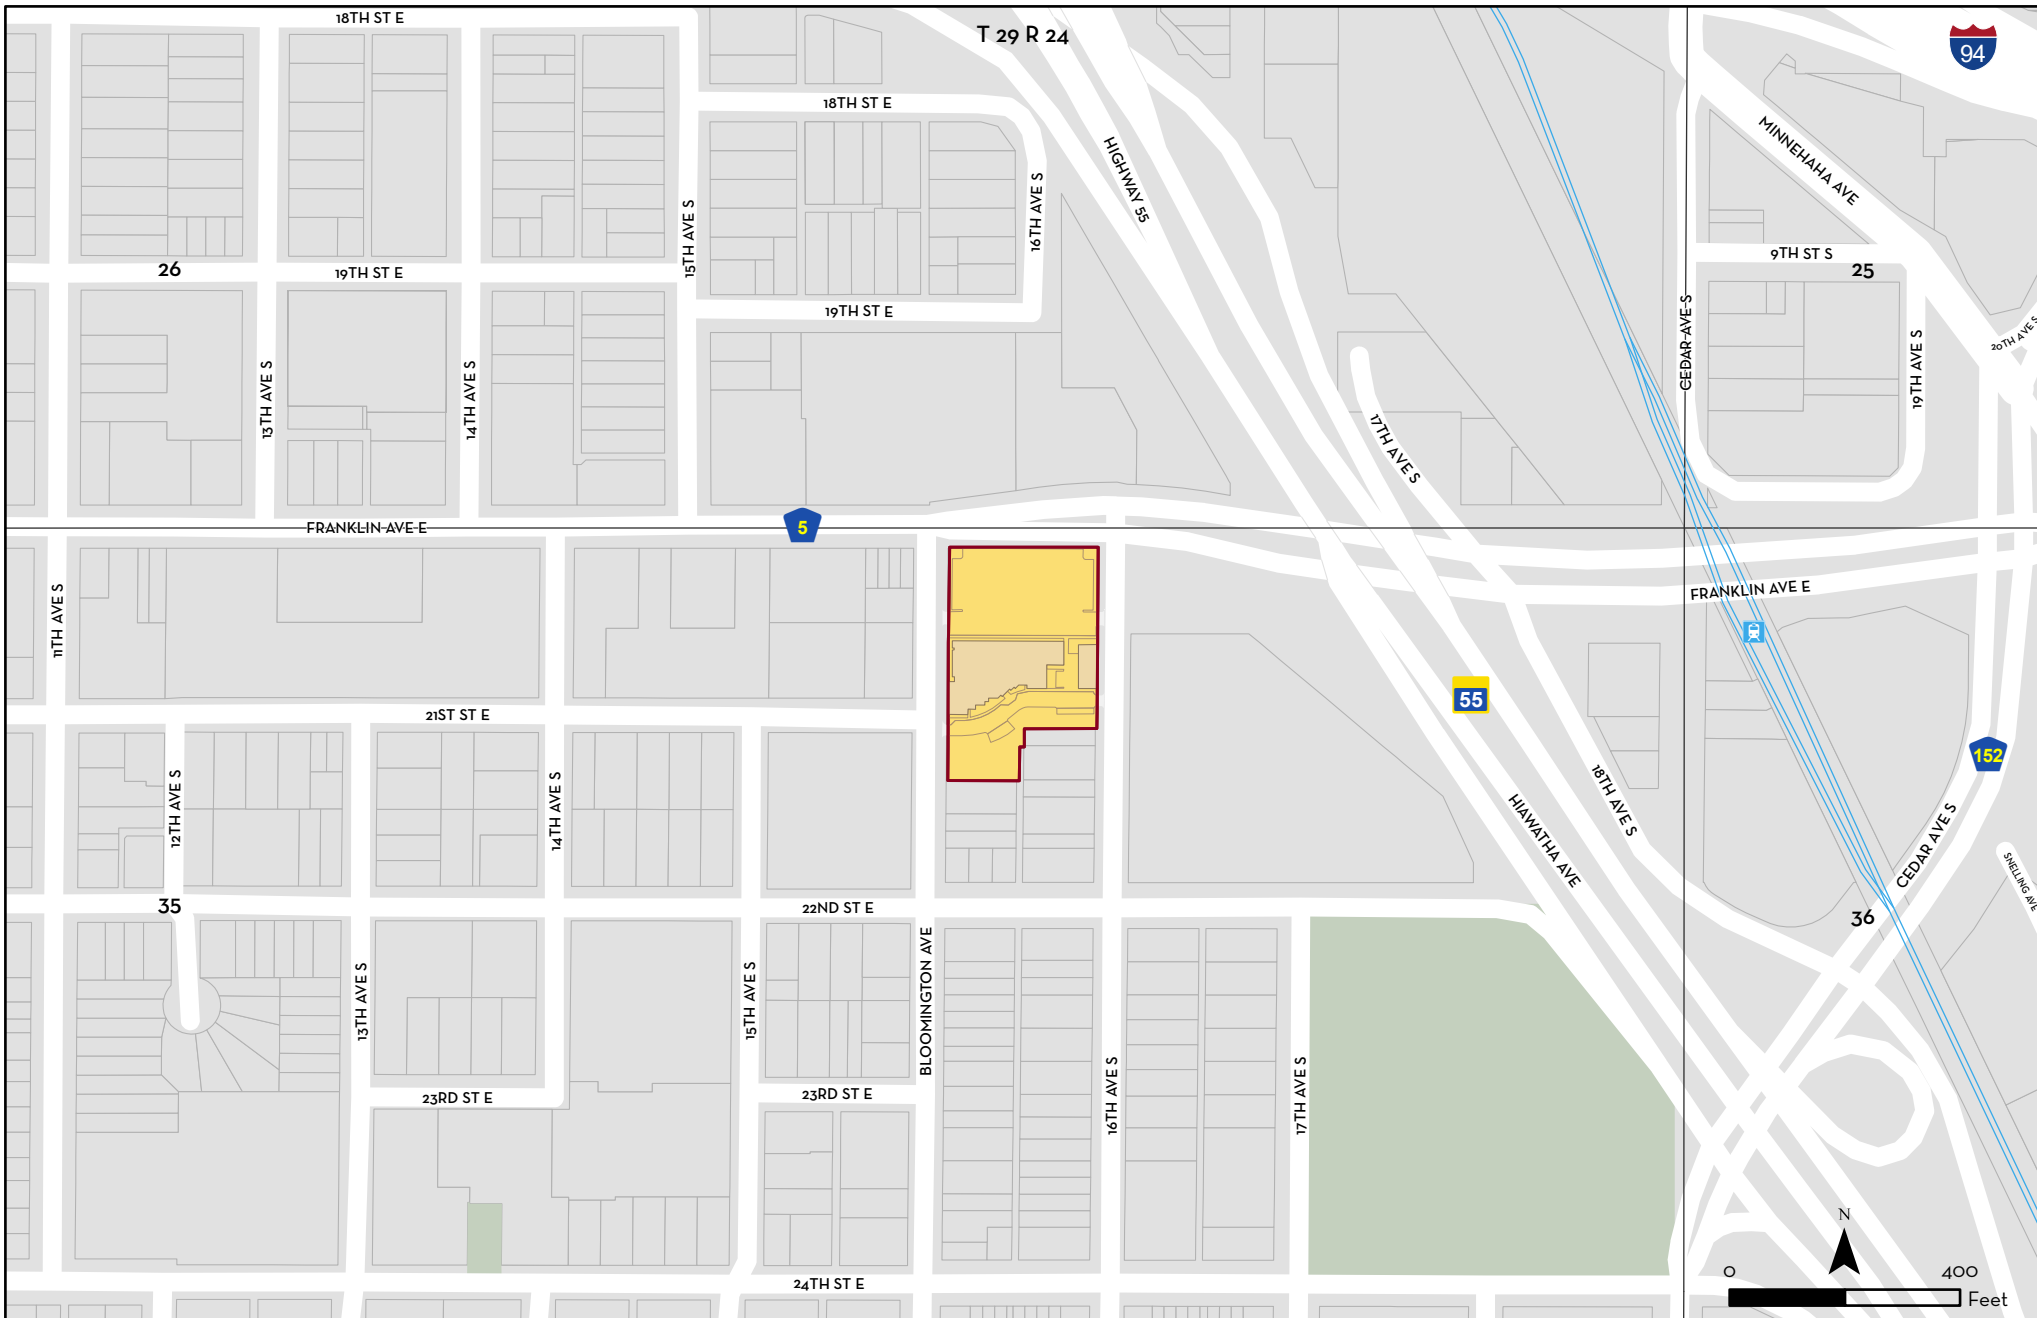 18TH ST E
T 29 R 24
94
18TH ST E
MINNEHAHA AVE
HIGHWAY 55
16TH AVE S
15TH AVE S
9TH ST S
26
19TH ST E
25
19TH ST E
CEDAR AVE S
20TH AVE S
19TH AVE S
13TH AVE S
14TH AVE S
17TH AVE S
FRANKLIN AVE E
5
FRANKLIN AVE E
11TH AVE S
55
21ST ST E
152
12TH AVE S
14TH AVE S
18TH AVE S
HIAWATHA AVE
CEDAR AVE S
SNELLING AVE
35
22ND ST E
36
BLOOMINGTON AVE
13TH AVE S
15TH AVE S
16TH AVE S
17TH AVE S
23RD ST E
23RD ST E
N
24TH ST E
0 400
Feet